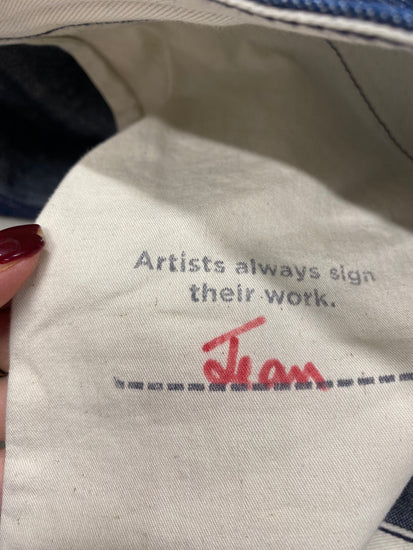 Artists always sign
their work.
Jean